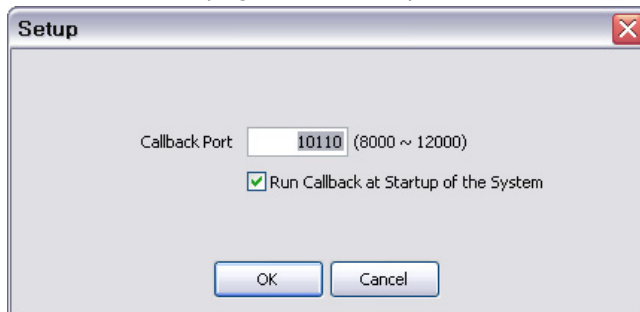 Setup
Callback Port 10110 (8000 ~ 12000)
Run Callback at Startup of the System
OK Cancel